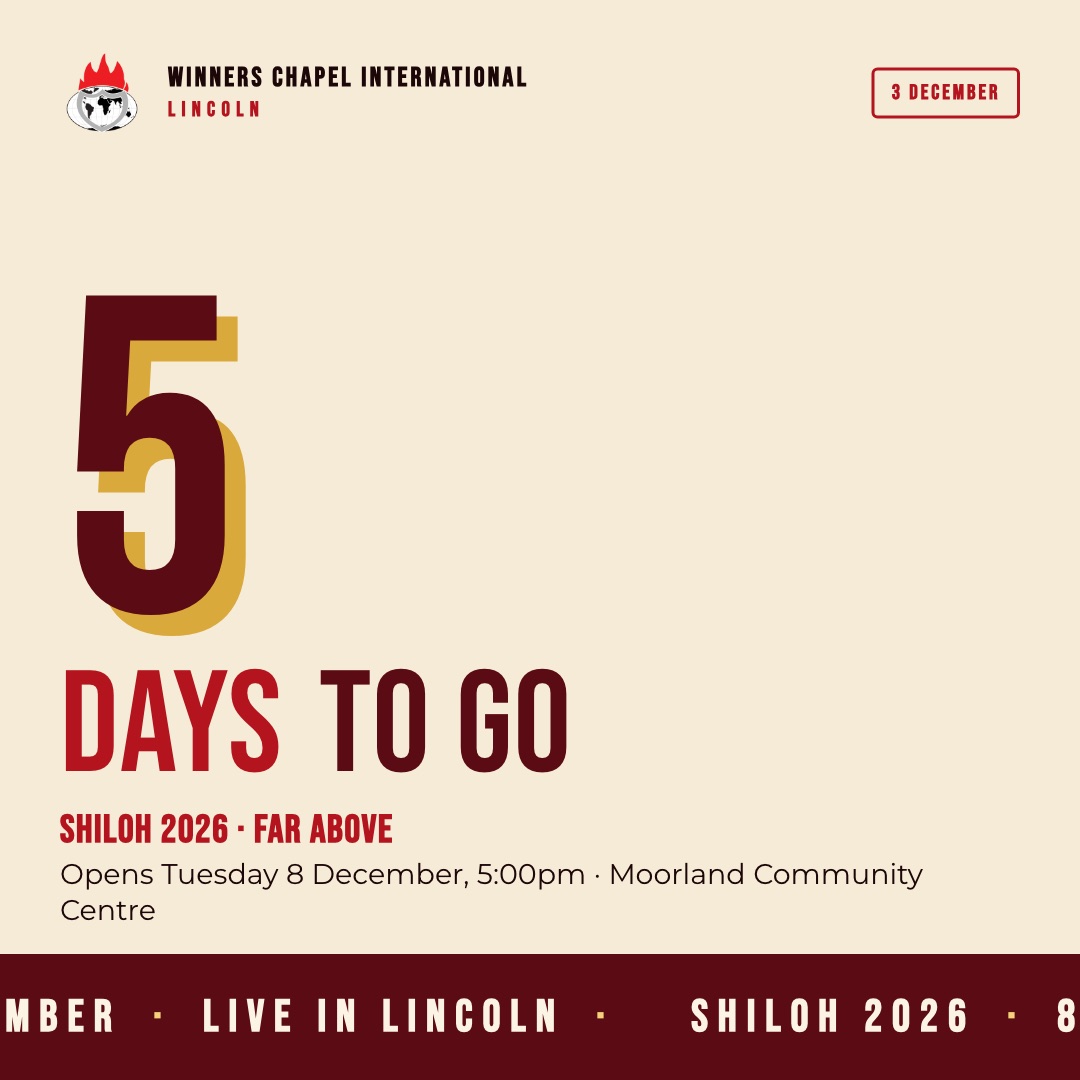 WINNERS CHAPEL INTERNATIONAL
LINCOLN
3 DECEMBER
5
DAYS TO GO
SHILOH 2026 · FAR ABOVE
Opens Tuesday 8 December, 5:00pm · Moorland Community
Centre
MBER · LIVE IN LINCOLN · SHILOH 2026 · 8